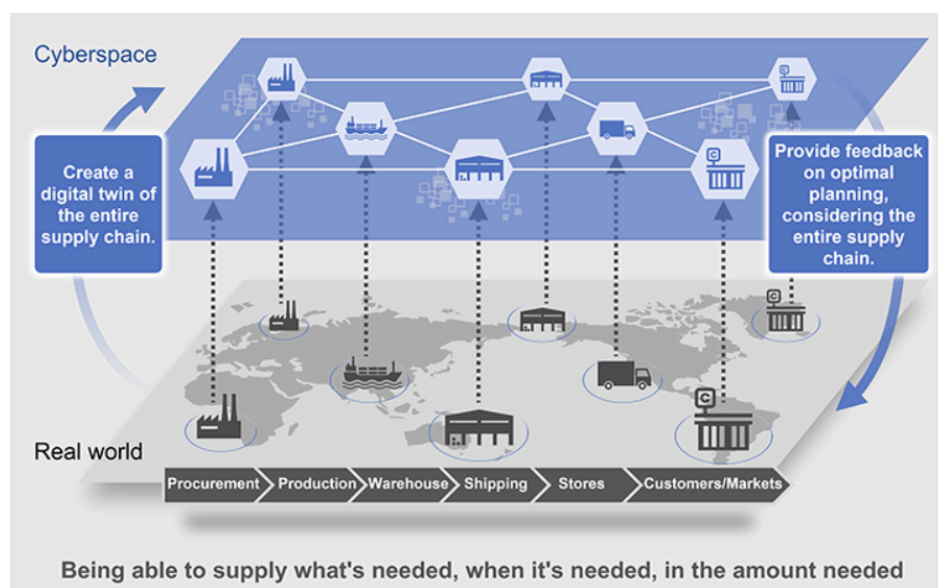 Cyberspace
Create a
digital twin of
the entire
supply chain.
Provide feedback
on optimal
planning,
considering the
entire supply
chain.
C
C
C
C
Real world
Procurement
Production
Warehouse
Shipping
Stores
Customers/Markets
Being able to supply what's needed, when it's needed, in the amount needed